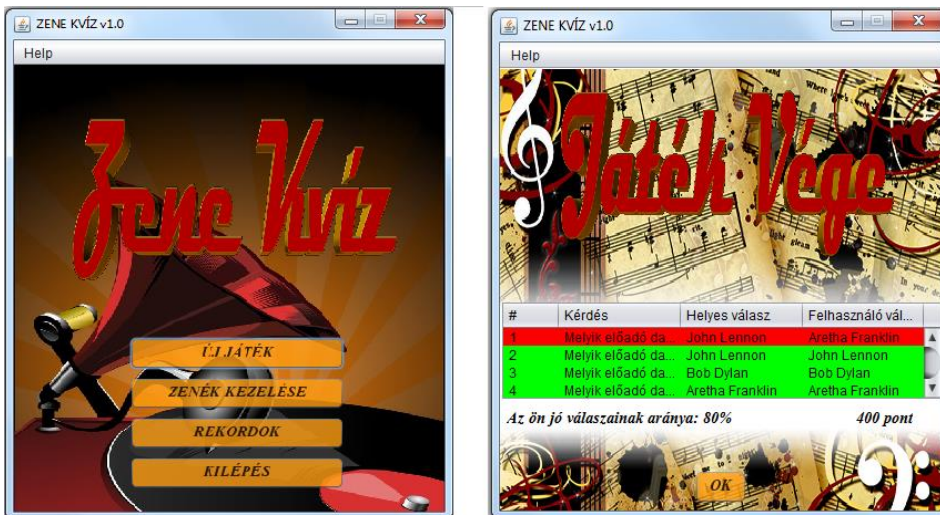 ZENE KVÍZ v1.0
Help
Zene Kvíz
ÚJ JÁTÉK
ZENÉK KEZELÉSE
REKORDOK
KILÉPÉS
ZENE KVÍZ v1.0
Help
Játék Vége
# Kérdés Helyes válasz Felhasználó vál...
1 Melyik előadó da... John Lennon Aretha Franklin
2 Melyik előadó da... John Lennon John Lennon
3 Melyik előadó da... Bob Dylan Bob Dylan
4 Melyik előadó da... Aretha Franklin Aretha Franklin
Az ön jó válaszainak aránya: 80% 400 pont
OK